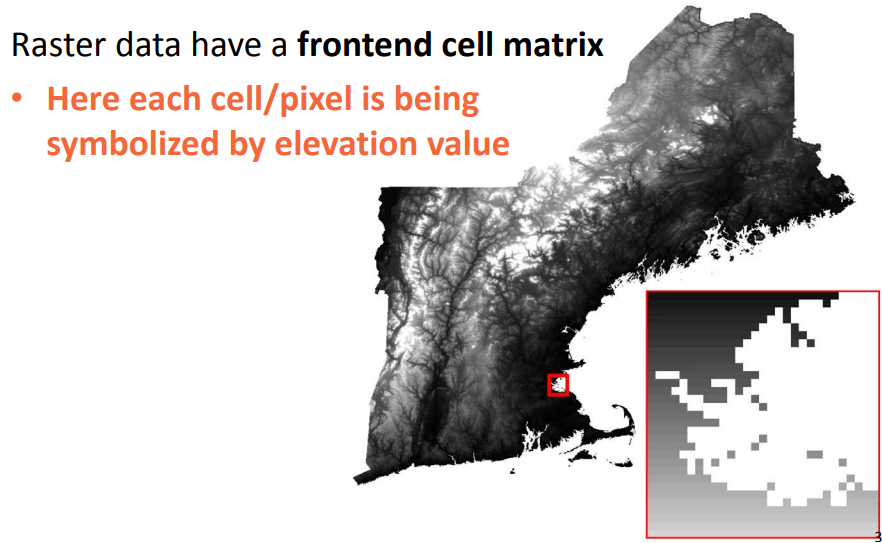 Raster data have a frontend cell matrix
• Here each cell/pixel is being
symbolized by elevation value
3